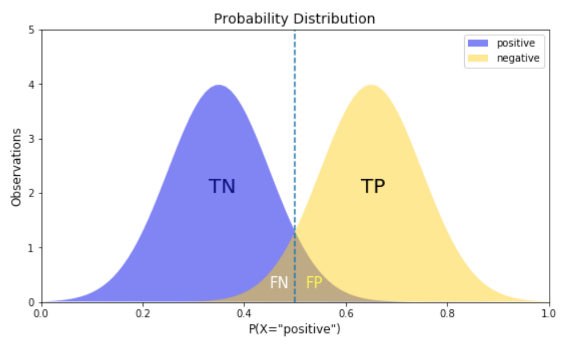 Probability Distribution
5
4
3
2
1
0
Observations
positive
negative
TN
TP
FN
FP
0.0
0.2
0.4
0.6
0.8
1.0
P(X="positive")